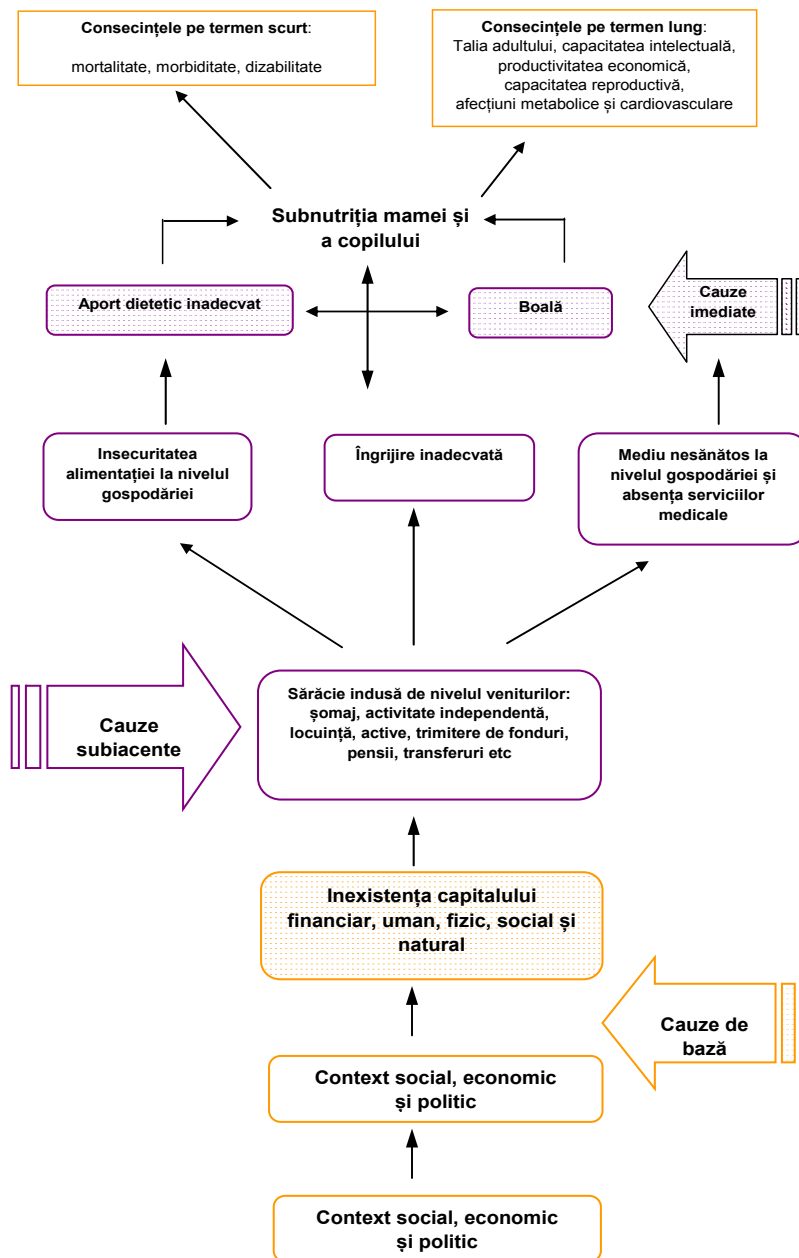 Consecințele pe termen scurt:
mortalitate, morbiditate, dizabilitate
Consecințele pe termen lung:
Talia adultului, capacitatea intelectuală,
productivitatea economică,
capacitatea reproductivă,
afecțiuni metabolice și cardiovasculare
Subnutriția mamei și
a copilului
Aport dietetic inadecvat
Boală
Cauze
imediate
Insecuritatea
alimentației la nivelul
gospodăriei
Îngrijire inadecvată
Mediu nesănătos la
nivelul gospodăriei și
absența serviciilor
medicale
Cauze
subiacente
Sărăcie indusă de nivelul veniturilor:
șomaj, activitate independentă,
locuință, active, trimitere de fonduri,
pensii, transferuri etc
Inexistența capitalului
financiar, uman, fizic, social și
natural
Cauze de
bază
Context social, economic
și politic
Context social, economic
și politic